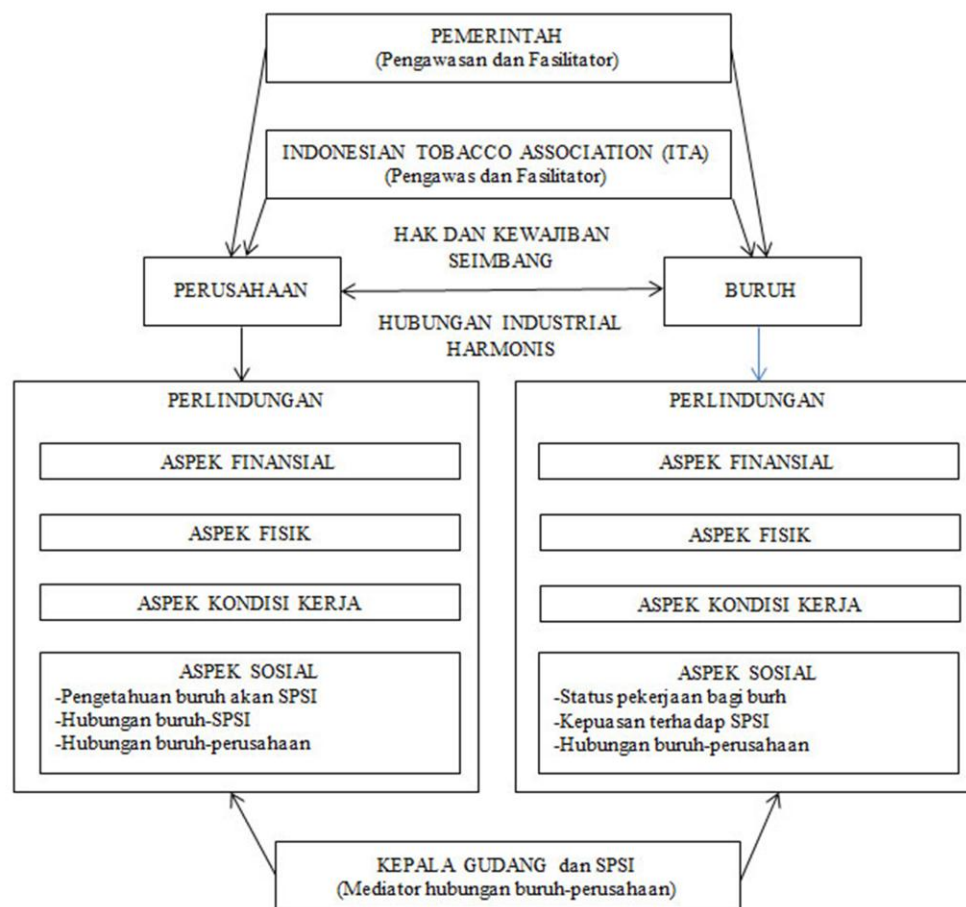 PEMERINTAH
(Pengawasan dan Fasilitator)
INDONESIAN TOBACCO ASSOCIATION (ITA)
(Pengawas dan Fasilitator)
HAK DAN KEWAJIBAN
SEIMBANG
PERUSAHAAN
BURUH
HUBUNGAN INDUSTRIAL
HARMONIS
PERLINDUNGAN
ASPEK FINANSIAL
ASPEK FISIK
ASPEK KONDISI KERJA
ASPEK SOSIAL
-Pengetahuan buruh akan SPSI
-Hubungan buruh-SPSI
-Hubungan buruh-perusahaan
PERLINDUNGAN
ASPEK FINANSIAL
ASPEK FISIK
ASPEK KONDISI KERJA
ASPEK SOSIAL
-Status pekerjaan bagi burh
-Kepuasan terhadap SPSI
-Hubungan buruh-perusahaan
KEPALA GUDANG dan SPSI
(Mediator hubungan buruh-perusahaan)